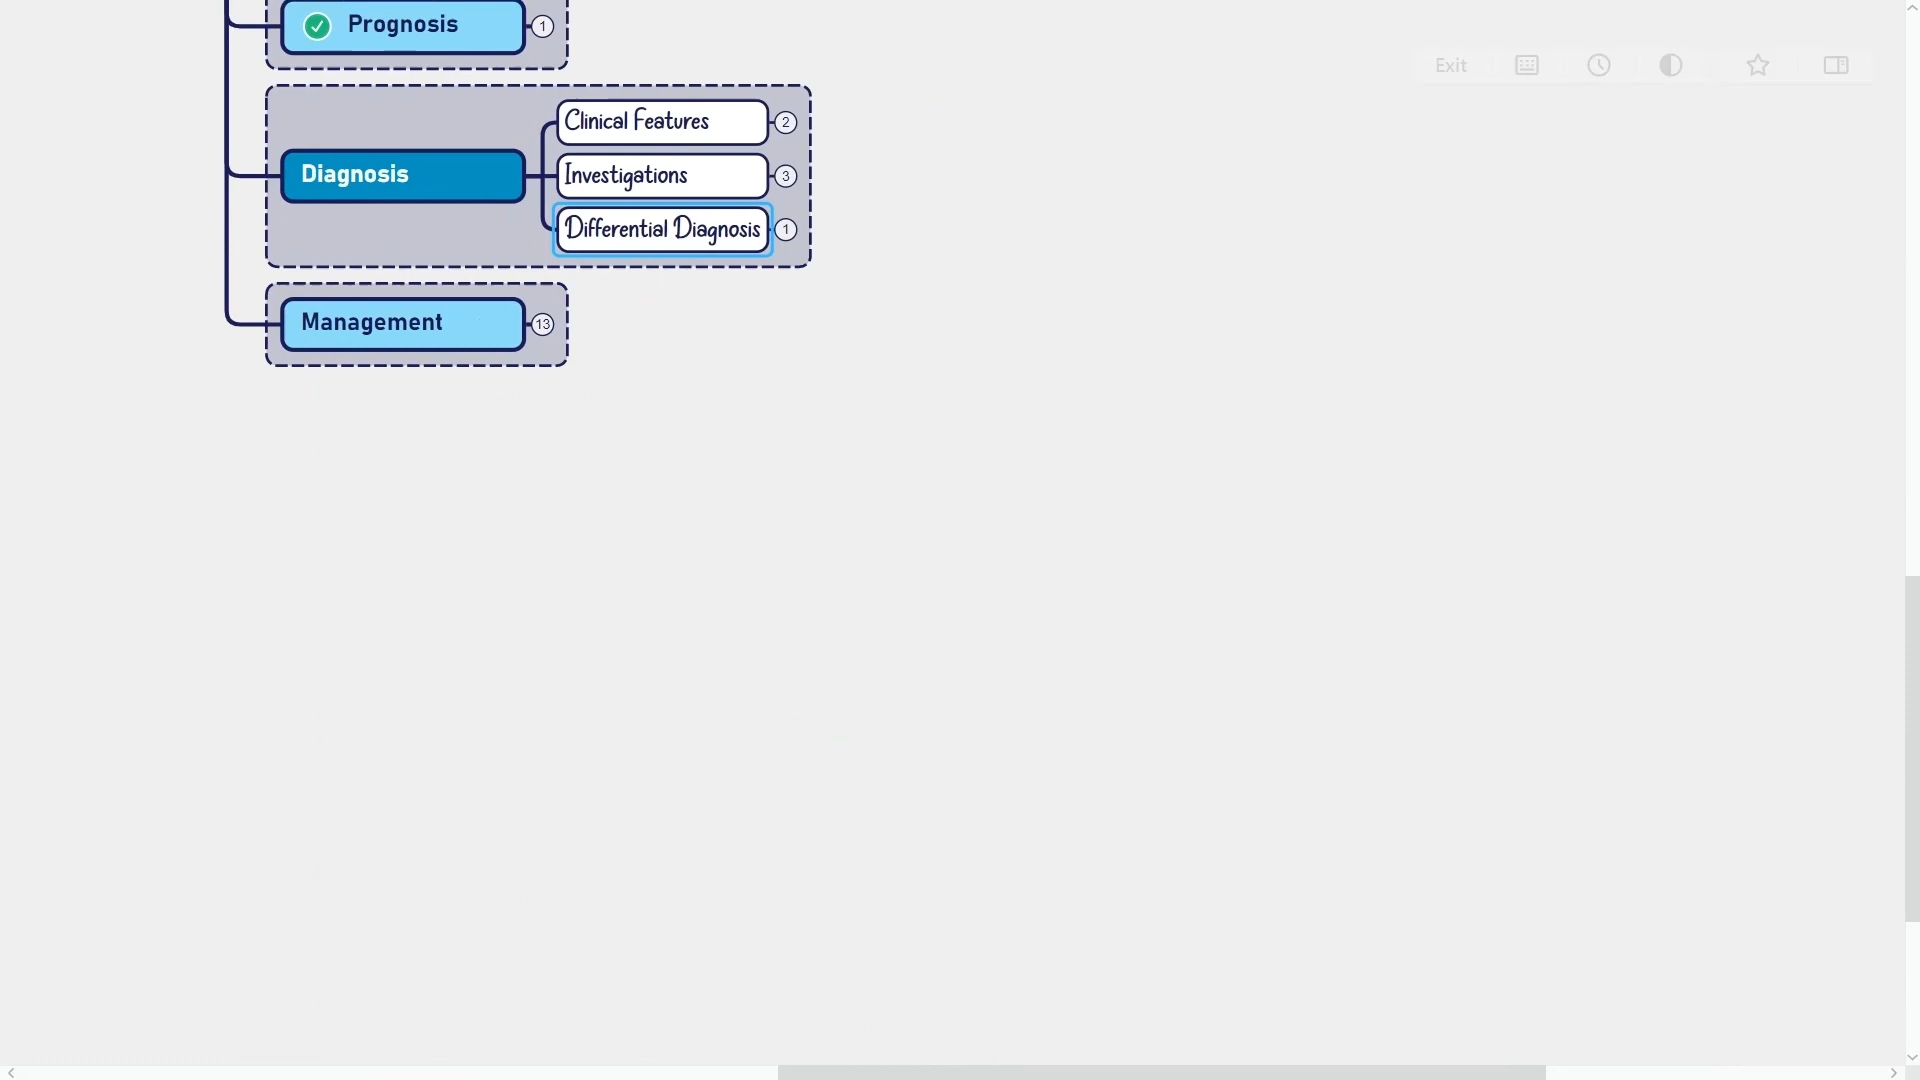 Prognosis 1
Exit
Clinical Features 2
Diagnosis
Investigations 3
Differential Diagnosis 1
Management 13